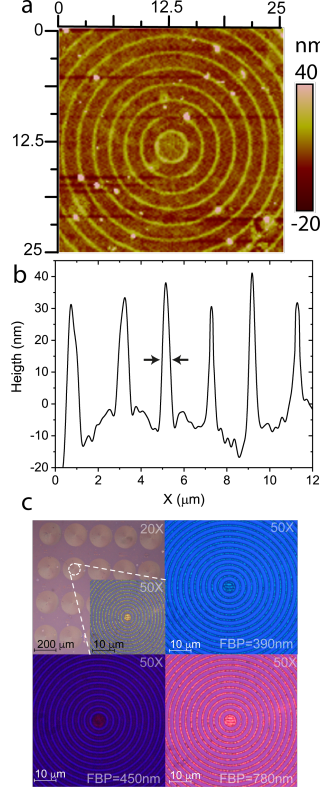 a
0 12.5 25
0
12.5
25
nm
40
-20
b
Heigth (nm)
40
30
20
10
0
-10
-20
0 2 4 6 8 10 12
X (μm)
c
20X
50X
200 μm
10 μm
50X
10 μm
FBP=390nm
50X
10 μm
FBP=450nm
50X
10 μm
FBP=780nm